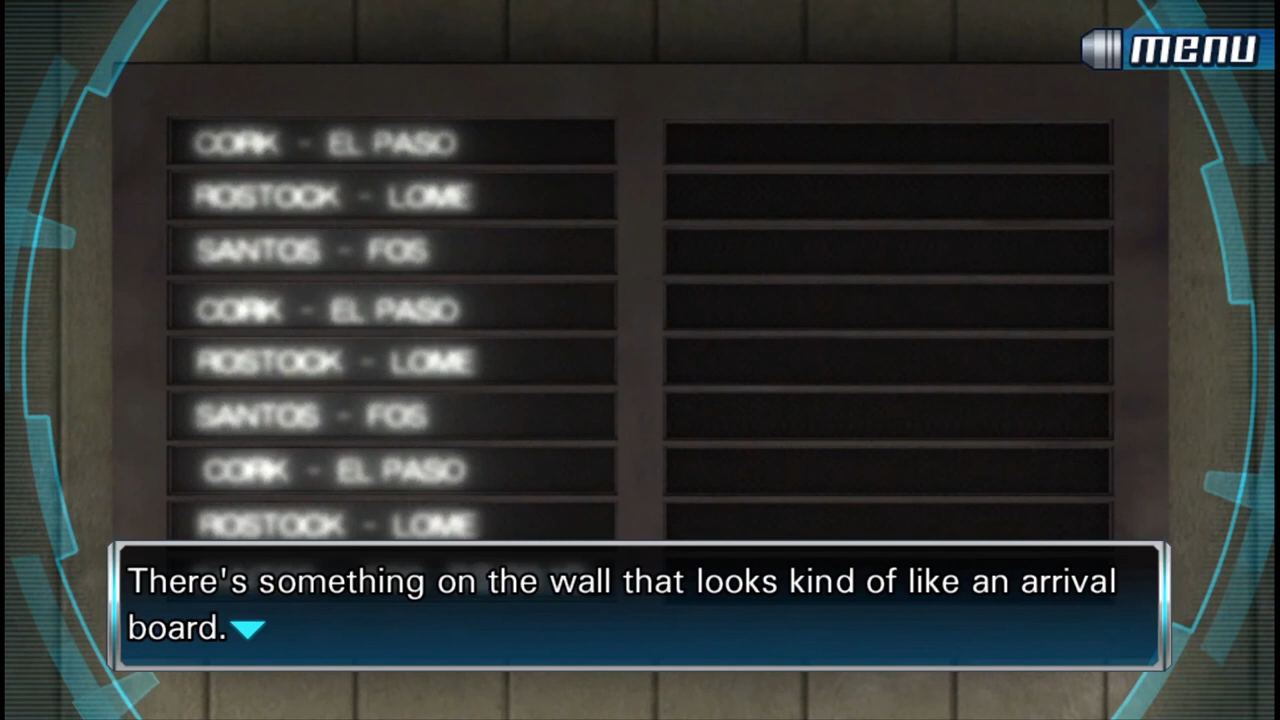 MENU
CORK - EL PASO
ROSTOCK - LOME
SANTOS - FOS
CORK - EL PASO
ROSTOCK - LOME
SANTOS - FOS
CORK - EL PASO
ROSTOCK - LOME
There's something on the wall that looks kind of like an arrival
board.